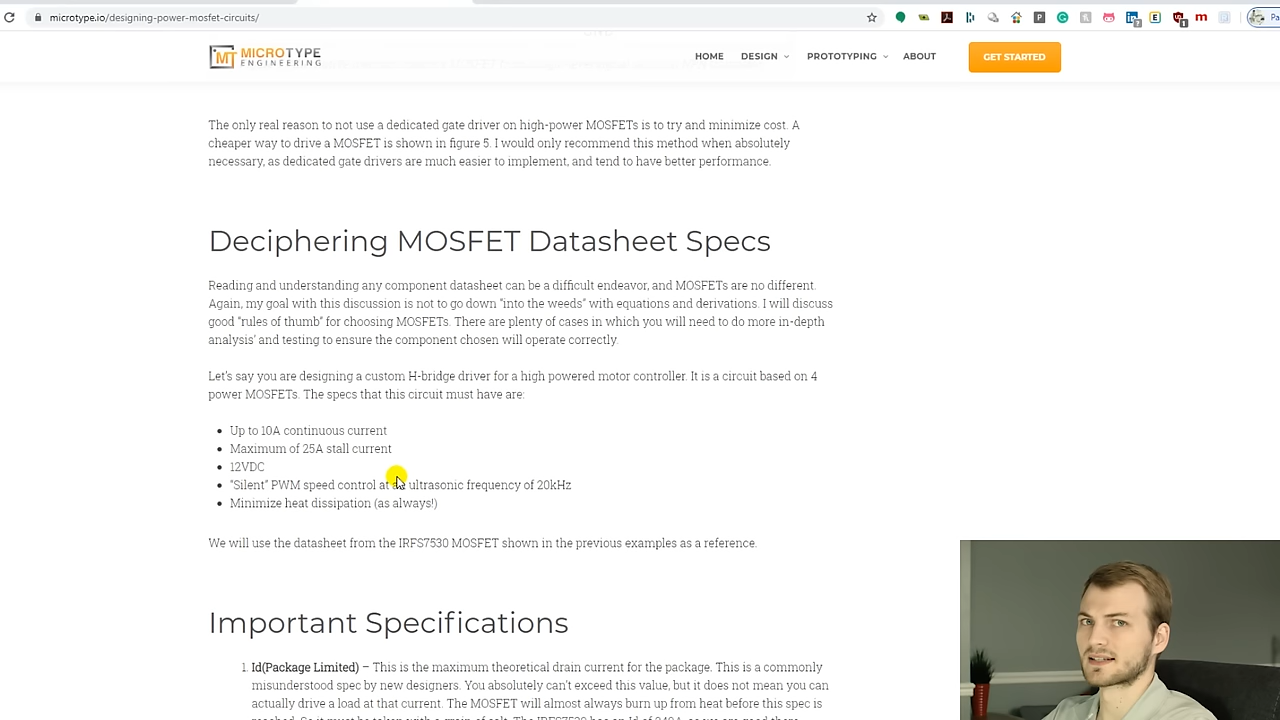 microtype.io/designing-power-mosfet-circuits/
Pa
MICROTYPE
ENGINEERING
HOME DESIGN PROTOTYPING ABOUT GET STARTED
The only real reason to not use a dedicated gate driver on high-power MOSFETs is to try and minimize cost. A
cheaper way to drive a MOSFET is shown in figure 5. I would only recommend this method when absolutely
necessary, as dedicated gate drivers are much easier to implement, and tend to have better performance.
Deciphering MOSFET Datasheet Specs
Reading and understanding any component datasheet can be a difficult endeavor, and MOSFETs are no different.
Again, my goal with this discussion is not to go down "into the weeds" with equations and derivations. I will discuss
good "rules of thumb" for choosing MOSFETs. There are plenty of cases in which you will need to do more in-depth
analysis' and testing to ensure the component chosen will operate correctly.
Let's say you are designing a custom H-bridge driver for a high powered motor controller. It is a circuit based on 4
power MOSFETs. The specs that this circuit must have are:
Up to 10A continuous current
Maximum of 25A stall current
12VDC
"Silent" PWM speed control at ultrasonic frequency of 20kHz
Minimize heat dissipation (as always!)
We will use the datasheet from the IRFS7530 MOSFET shown in the previous examples as a reference.
Important Specifications
1. Id(Package Limited) – This is the maximum theoretical drain current for the package. This is a commonly
misunderstood spec by new designers. You absolutely can't exceed this value, but it does not mean you can
actually drive a load at that current. The MOSFET will almost always burn up from heat before this spec is